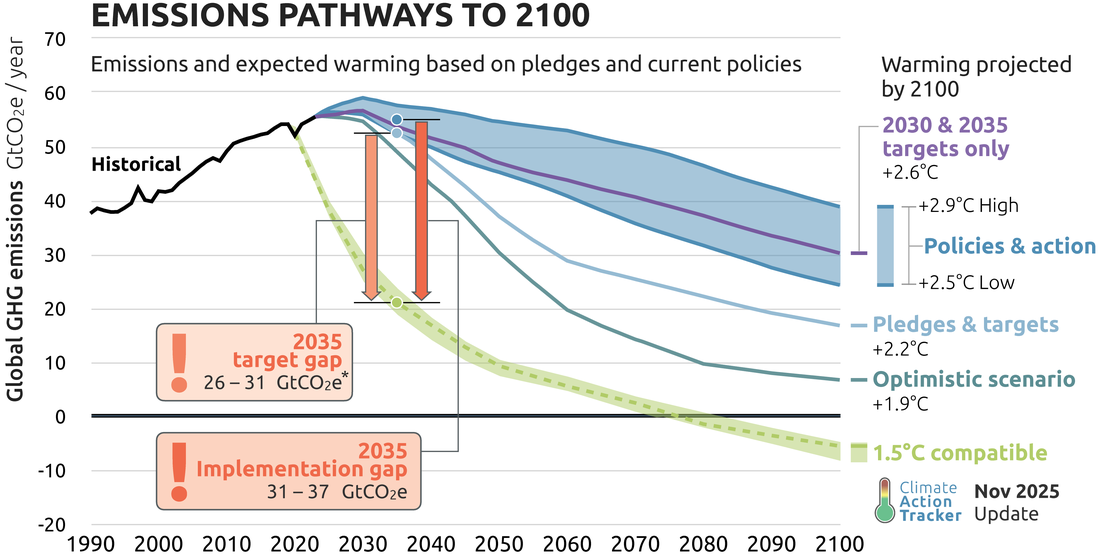 EMISSIONS PATHWAYS TO 2100
Emissions and expected warming based on pledges and current policies
Global GHG emissions GtCO₂e / year
70
60
50
40
30
20
10
0
-10
-20
1990
2000
2010
2020
2030
2040
2050
2060
2070
2080
2090
2100
Historical
2035
target gap
26 – 31 GtCO₂e*
2035
Implementation gap
31 – 37 GtCO₂e
Warming projected
by 2100
2030 & 2035
targets only
+2.6°C
+2.9°C High
Policies & action
+2.5°C Low
Pledges & targets
+2.2°C
Optimistic scenario
+1.9°C
1.5°C compatible
Climate
Action
Tracker
Nov 2025
Update